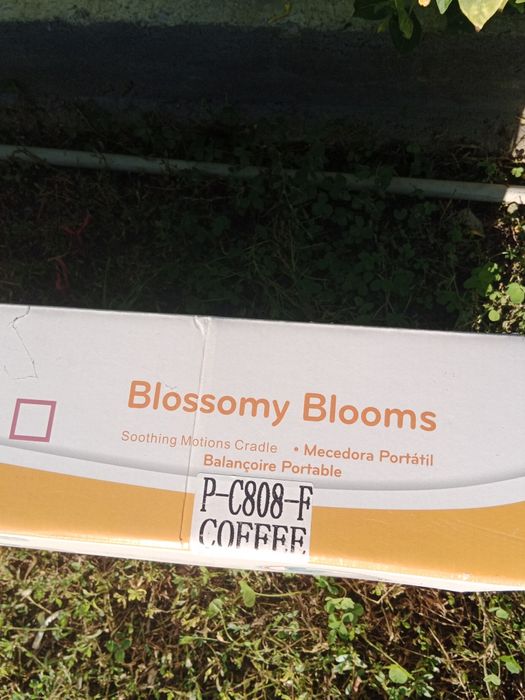 Blossomy Blooms
Soothing Motions Cradle • Mecedora Portátil
Balançoire Portable
P-C808-F
COFFEE